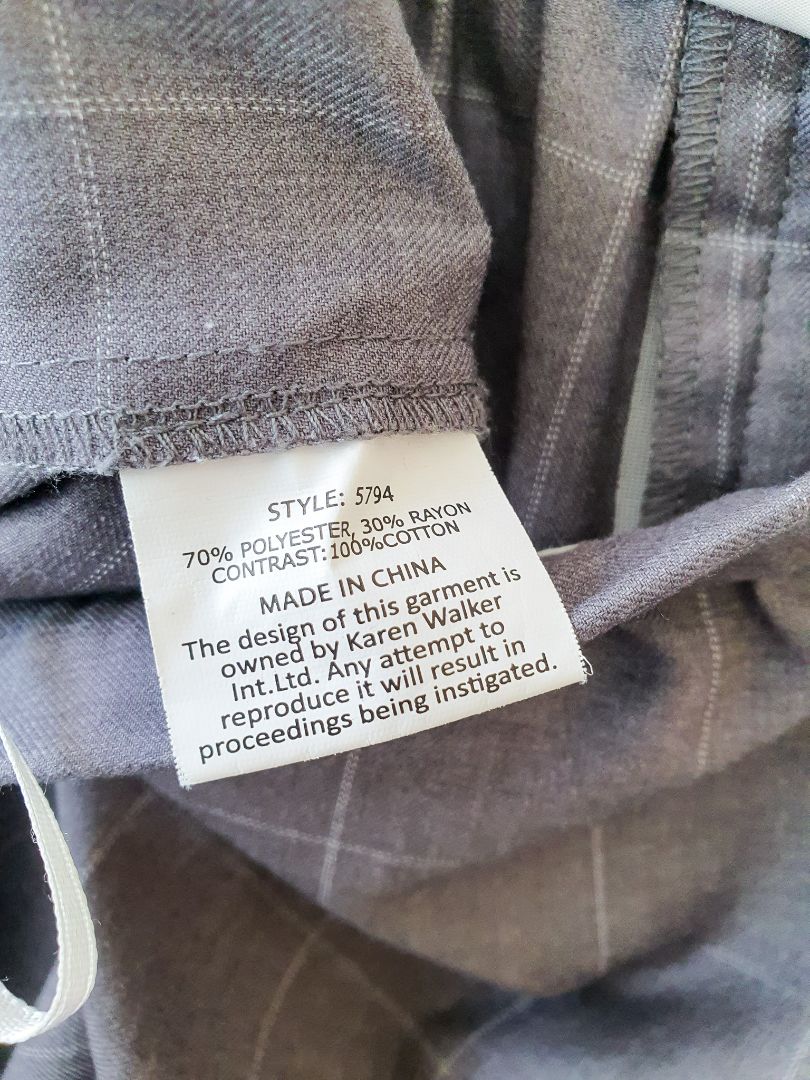 STYLE: 5794
70% POLYESTER, 30% RAYON
CONTRAST:100%COTTON
MADE IN CHINA
The design of this garment is
owned by Karen Walker
Int.Ltd. Any attempt to
reproduce it will result in
proceedings being instigated.